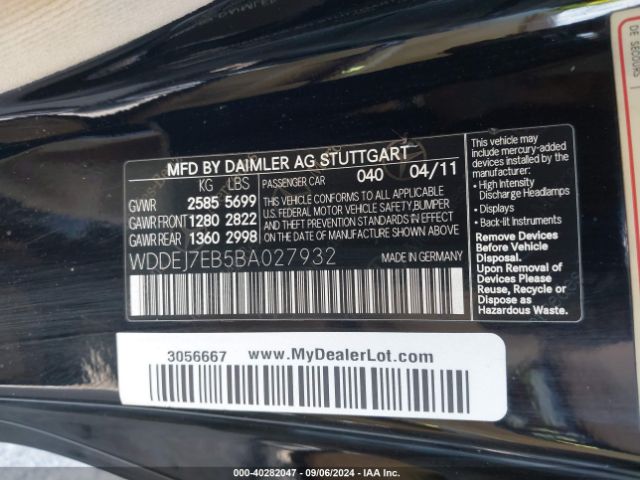 MFD BY DAIMLER AG STUTTGART
KG LBS PASSENGER CAR 040 04/11
GVWR 2585 5699
GAWR FRONT 1280 2822
GAWR REAR 1360 2998
THIS VEHICLE CONFORMS TO ALL APPLICABLE
U.S. FEDERAL MOTOR VEHICLE SAFETY, BUMPER
AND THEFT PREVENTION STANDARDS IN EFFECT
ON THE DATE OF MANUFACTURE SHOWN ABOVE
WDDEJ7EB5BA027932 MADE IN GERMANY
This vehicle may
include mercury-added
devices installed by the
manufacturer:
• High Intensity
Discharge Headlamps
• Displays
• Back-lit Instruments
Remove Devices
Before Vehicle
Disposal.
Upon Removal
of Devices Please
Reuse, Recycle or
Dispose as
Hazardous Waste.
3056667 www.MyDealerLot.com
000-40282047 - 09/06/2024 - IAA Inc.